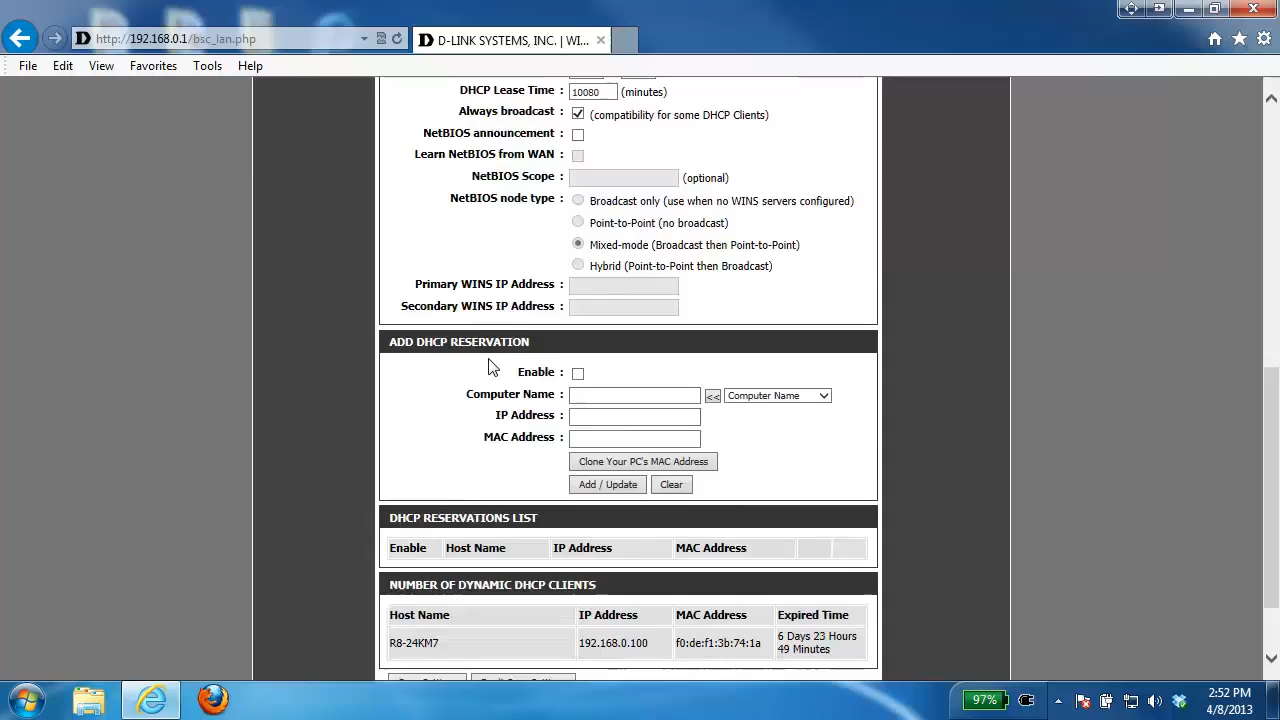 http://192.168.0.1/bsc_lan.php
D-LINK SYSTEMS, INC. | WI...
File Edit View Favorites Tools Help
DHCP Lease Time : 10080 (minutes)
Always broadcast : (compatibility for some DHCP Clients)
NetBIOS announcement :
Learn NetBIOS from WAN :
NetBIOS Scope : (optional)
NetBIOS node type : Broadcast only (use when no WINS servers configured)
Point-to-Point (no broadcast)
Mixed-mode (Broadcast then Point-to-Point)
Hybrid (Point-to-Point then Broadcast)
Primary WINS IP Address :
Secondary WINS IP Address :
ADD DHCP RESERVATION
Enable :
Computer Name : << Computer Name
IP Address :
MAC Address :
Clone Your PC's MAC Address
Add / Update Clear
DHCP RESERVATIONS LIST
Enable Host Name IP Address MAC Address
NUMBER OF DYNAMIC DHCP CLIENTS
Host Name IP Address MAC Address Expired Time
R8-24KM7 192.168.0.100 f0:de:f1:3b:74:1a 6 Days 23 Hours
49 Minutes
97% 2:52 PM
4/8/2013